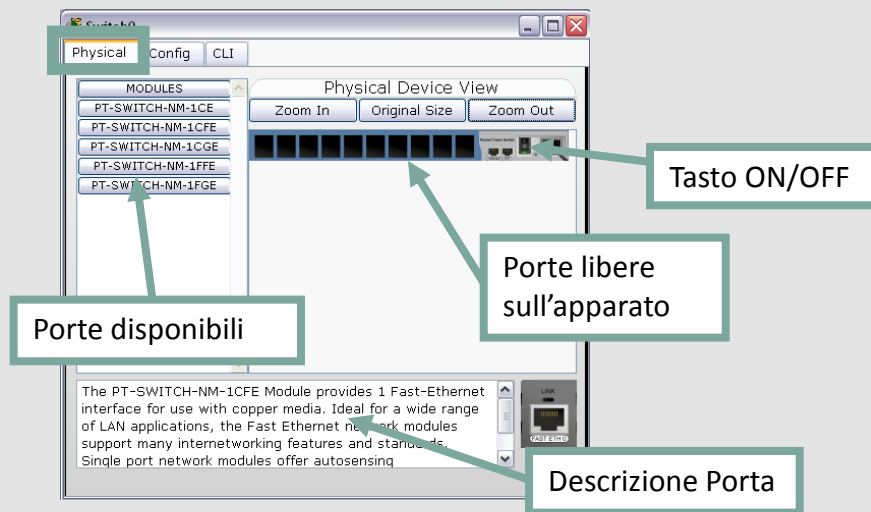 Switch0
Physical Config CLI
MODULES
PT-SWITCH-NM-1CE
PT-SWITCH-NM-1CFE
PT-SWITCH-NM-1CGE
PT-SWITCH-NM-1FFE
PT-SWITCH-NM-1FGE
Physical Device View
Zoom In Original Size Zoom Out
Tasto ON/OFF
Porte libere
sull’apparato
Porte disponibili
The PT-SWITCH-NM-1CFE Module provides 1 Fast-Ethernet
interface for use with copper media. Ideal for a wide range
of LAN applications, the Fast Ethernet network modules
support many internetworking features and standards.
Single port network modules offer autosensing
LINK
FAST ETH 0
Descrizione Porta